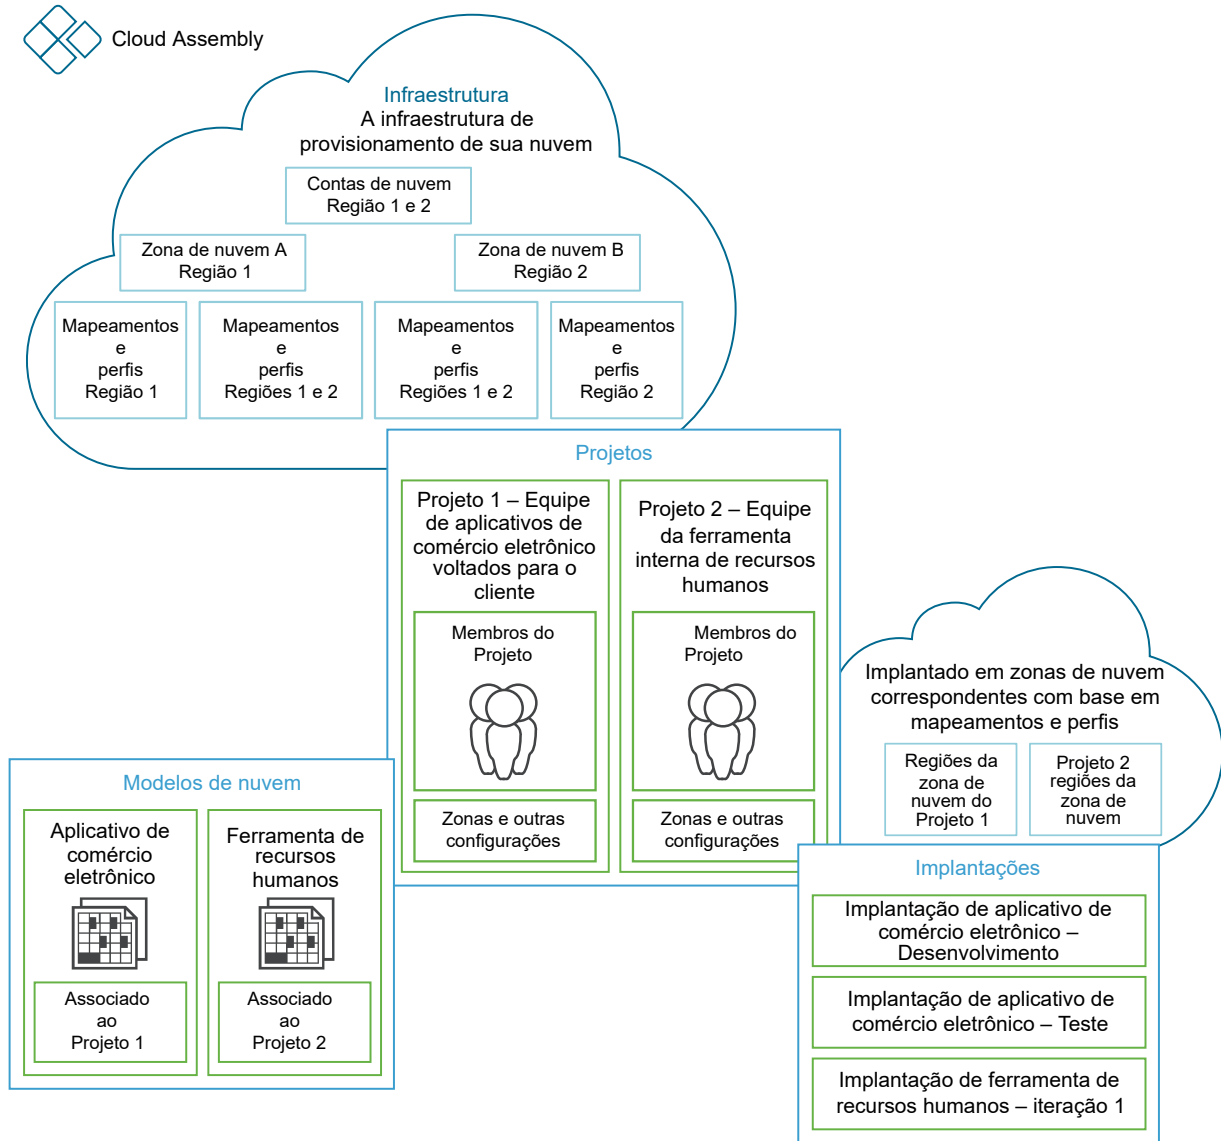 Cloud Assembly
Infraestrutura
A infraestrutura de
provisionamento de sua nuvem
Contas de nuvem
Região 1 e 2
Zona de nuvem A
Região 1
Zona de nuvem B
Região 2
Mapeamentos
e
perfis
Região 1
Mapeamentos
e
perfis
Regiões 1 e 2
Mapeamentos
e
perfis
Regiões 1 e 2
Mapeamentos
e
perfis
Região 2
Projetos
Projeto 1 – Equipe
de aplicativos de
comércio eletrônico
voltados para o
cliente
Membros do
Projeto
Zonas e outras
configurações
Projeto 2 – Equipe
da ferramenta
interna de recursos
humanos
Membros do
Projeto
Zonas e outras
configurações
Modelos de nuvem
Aplicativo de
comércio
eletrônico
Associado
ao
Projeto 1
Ferramenta de
recursos
humanos
Associado
ao
Projeto 2
Implantado em zonas de nuvem
correspondentes com base em
mapeamentos e perfis
Regiões da
zona de
nuvem do
Projeto 1
Projeto 2
regiões da
zona de
nuvem
Implantações
Implantação de aplicativo de
comércio eletrônico –
Desenvolvimento
Implantação de aplicativo de
comércio eletrônico – Teste
Implantação de ferramenta de
recursos humanos – iteração 1